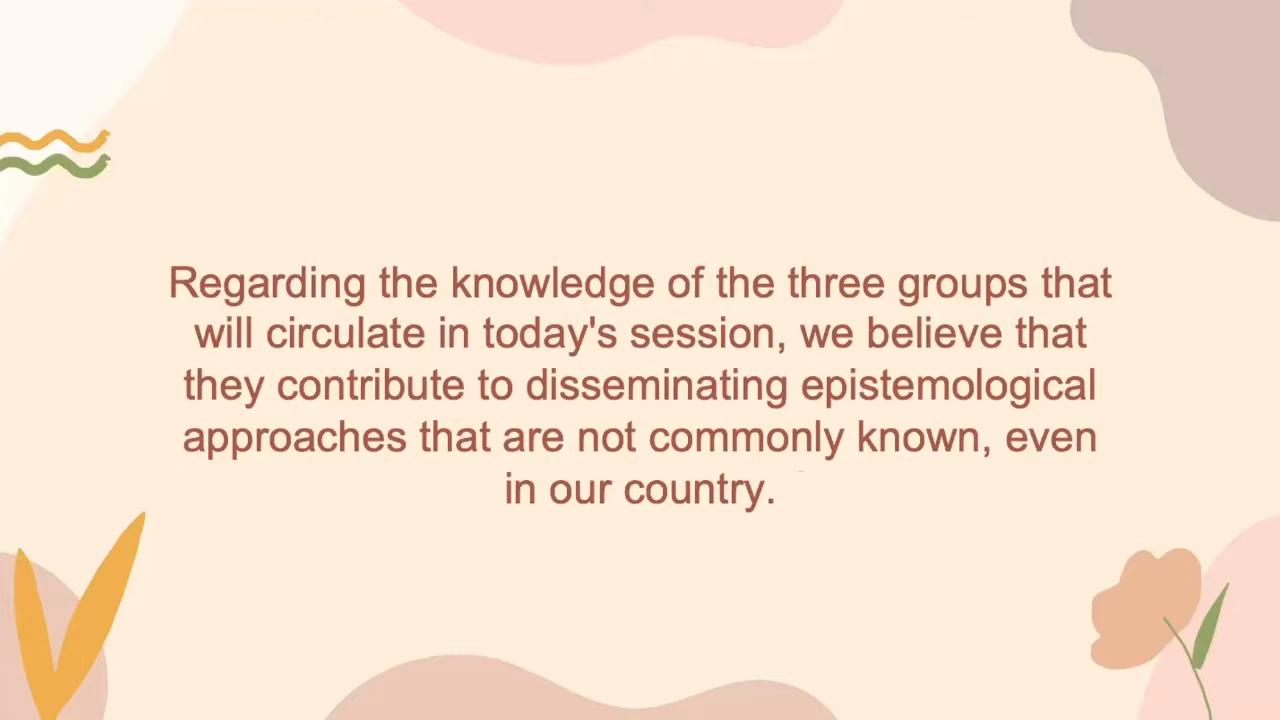 Regarding the knowledge of the three groups that
will circulate in today's session, we believe that
they contribute to disseminating epistemological
approaches that are not commonly known, even
in our country.